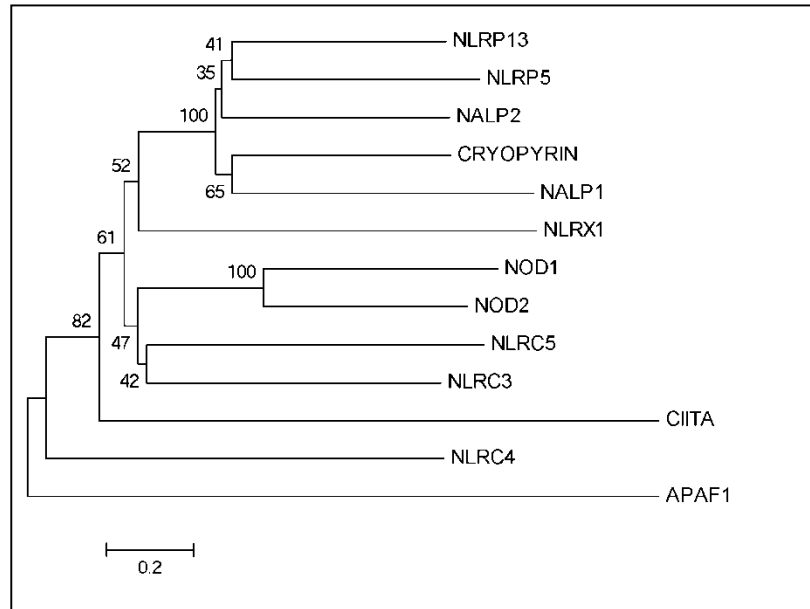 41
NLRP13
35
NLRP5
100
NALP2
CRYOPYRIN
52
65
NALP1
NLRX1
61
100
NOD1
NOD2
82
47
NLRC5
42
NLRC3
CIITA
NLRC4
APAF1
0.2